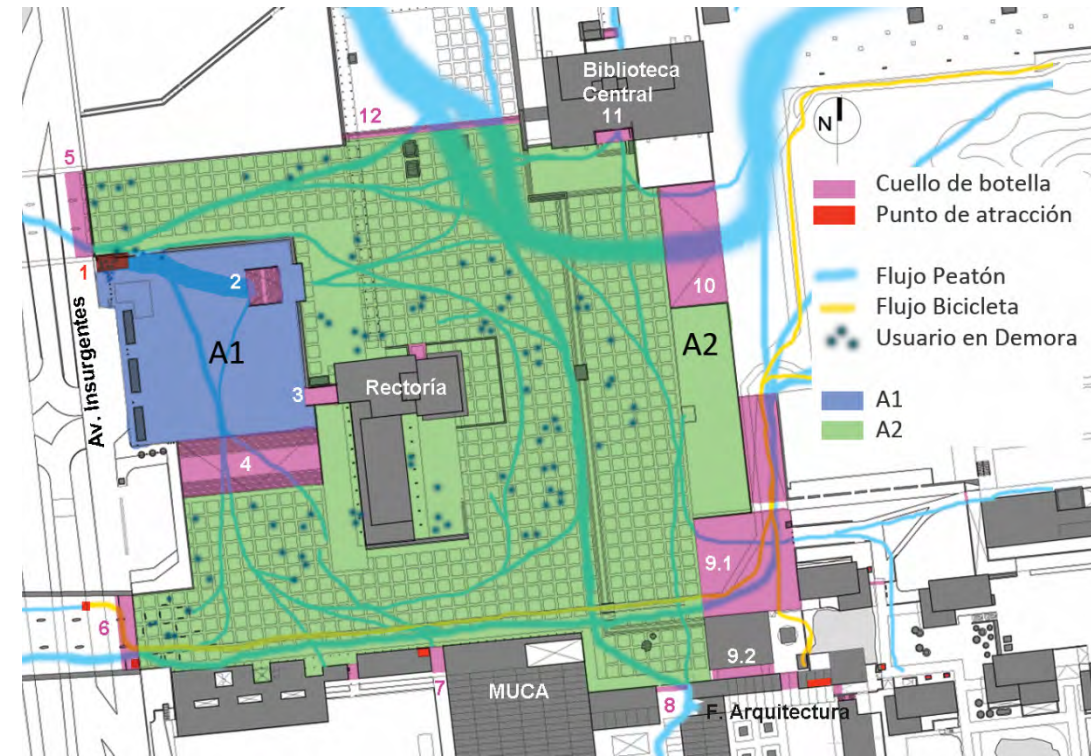 Biblioteca
Central
11
12
5
N
Cuello de botella
Punto de atracción
Flujo Peatón
Flujo Bicicleta
Usuario en Demora
A1
A2
1
2
10
Av. Insurgentes
A1
A2
3
Rectoría
4
9.1
6
9.2
7
MUCA
8
F. Arquitectura